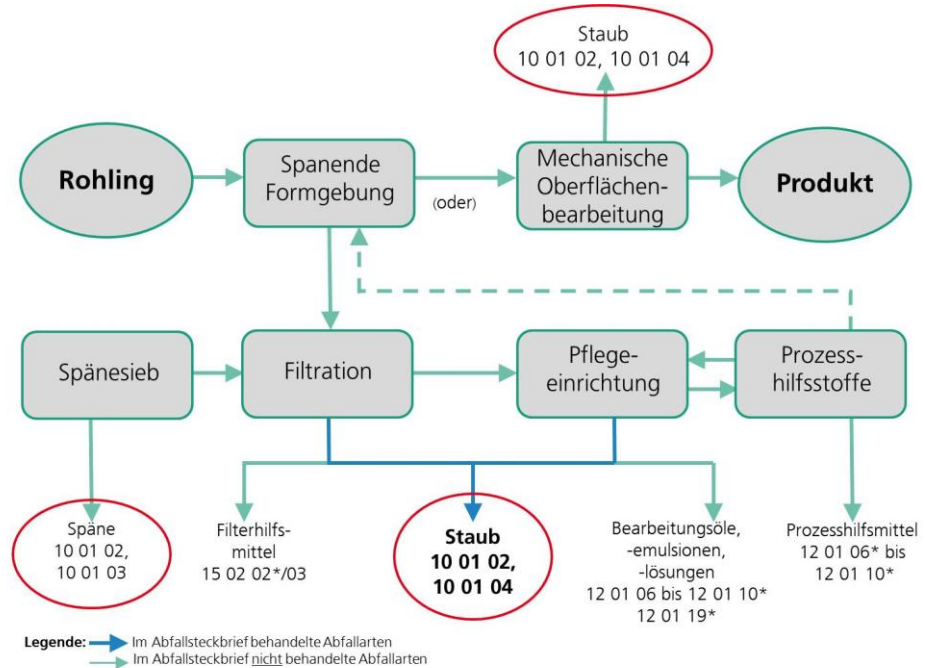 Staub
10 01 02, 10 01 04
Rohling
Spanende
Formgebung
(oder)
Mechanische
Oberflächen-
bearbeitung
Produkt
Spänesieb
Filtration
Pflege-
einrichtung
Prozess-
hilfsstoffe
Späne
10 01 02,
10 01 03
Filterhilfs-
mittel
15 02 02*/03
Staub
10 01 02,
10 01 04
Bearbeitungsöle,
-emulsionen,
-lösungen
12 01 06 bis 12 01 10*
12 01 19*
Prozesshilfsmittel
12 01 06* bis
12 01 10*
Legende: Im Abfallsteckbrief behandelte Abfallarten
Im Abfallsteckbrief nicht behandelte Abfallarten